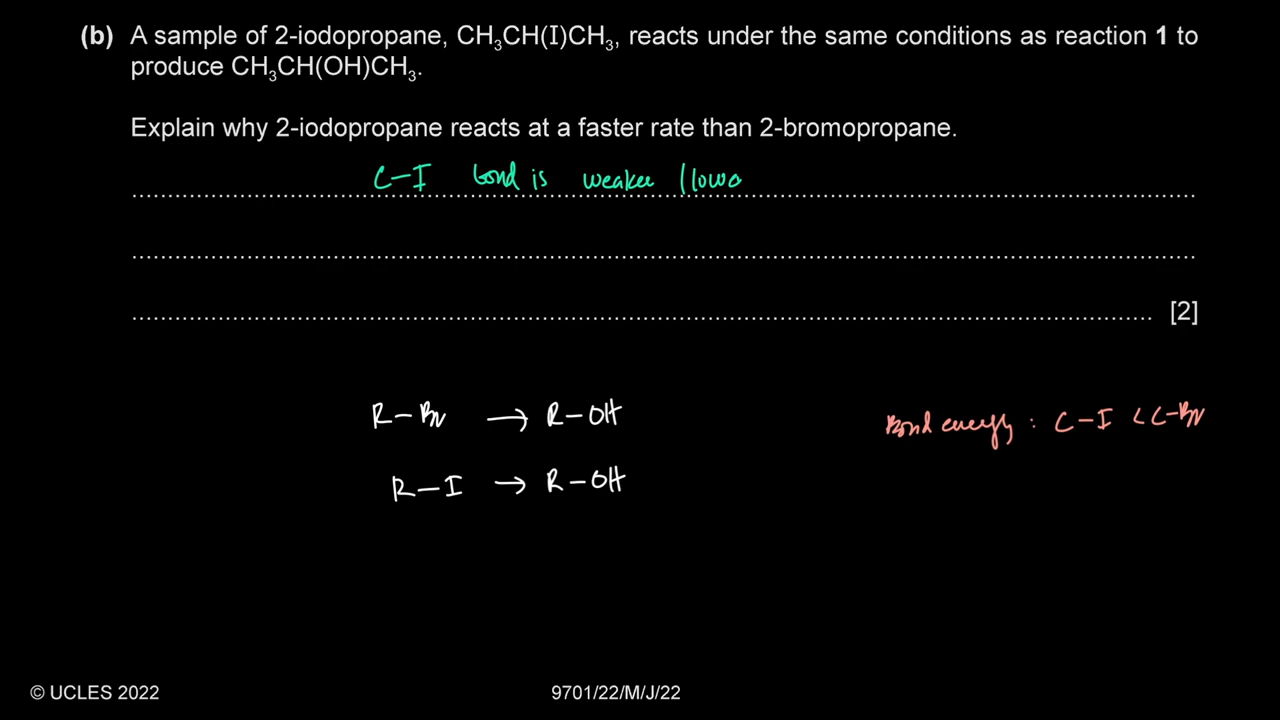 (b) A sample of 2-iodopropane, CH₃CH(I)CH₃, reacts under the same conditions as reaction 1 to
produce CH₃CH(OH)CH₃.
Explain why 2-iodopropane reacts at a faster rate than 2-bromopropane.
C–I bond is weaker / lowe
[2]
R–Br → R–OH
Bond energy : C–I < C–Br
R–I → R–OH
© UCLES 2022 9701/22/M/J/22